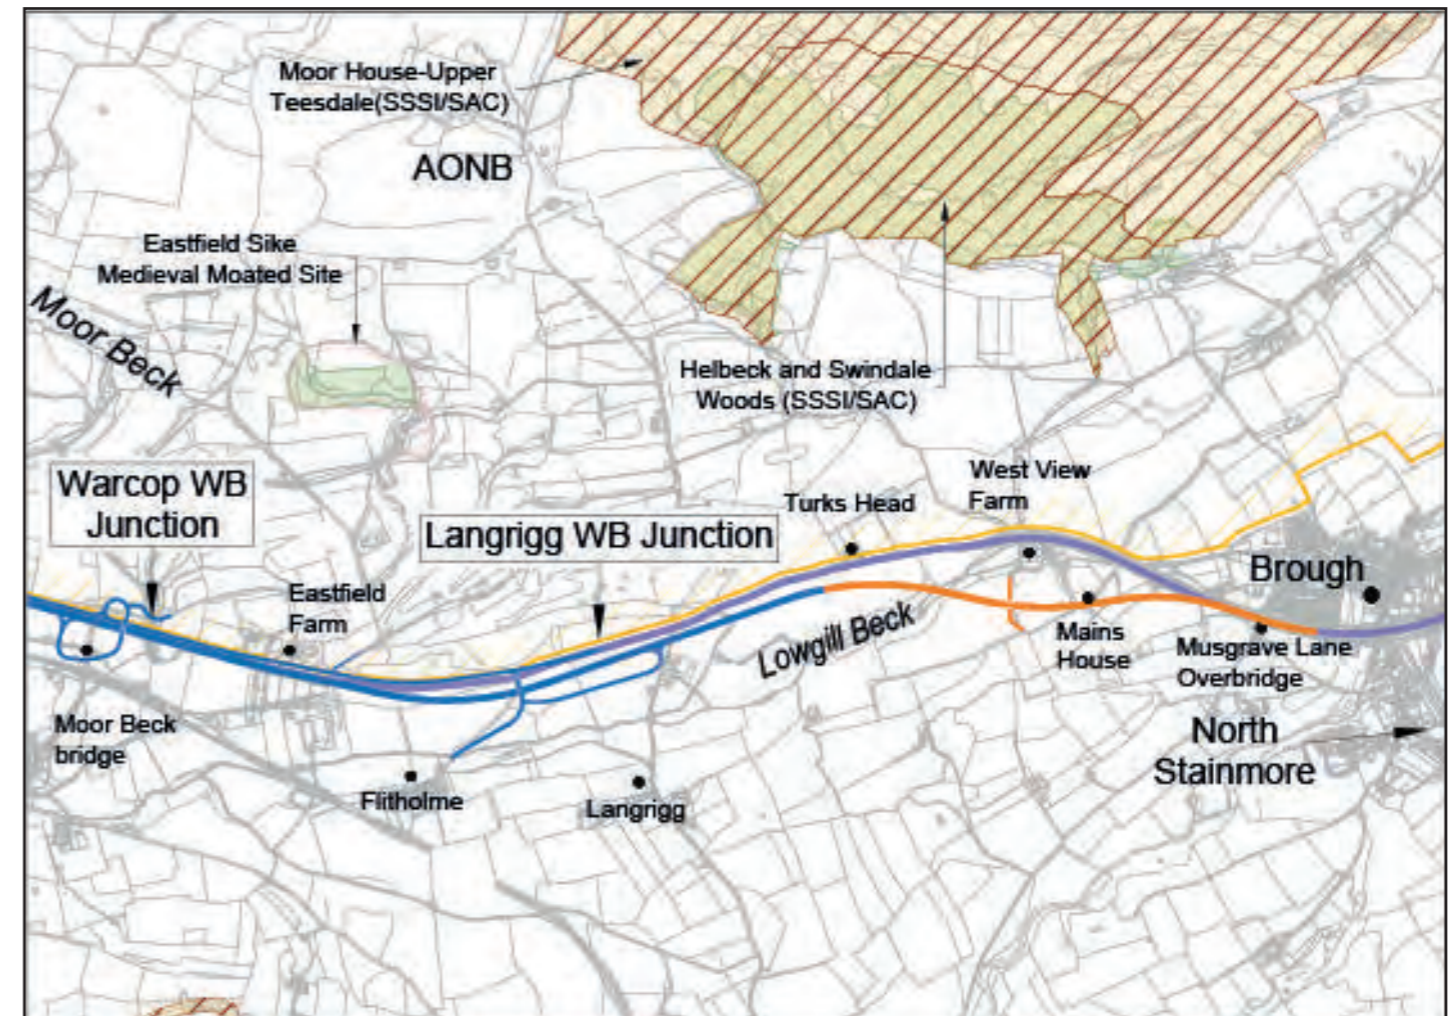 Moor House-Upper
Teesdale(SSSI/SAC)
AONB
Eastfield Sike
Medieval Moated Site
Moor Beck
Helbeck and Swindale
Woods (SSSI/SAC)
Warcop WB
Junction
Langrigg WB Junction
Turks Head
West View
Farm
Brough
Eastfield
Farm
Lowgill Beck
Mains
House
Musgrave Lane
Overbridge
Moor Beck
bridge
North
Stainmore
Flitholme
Langrigg